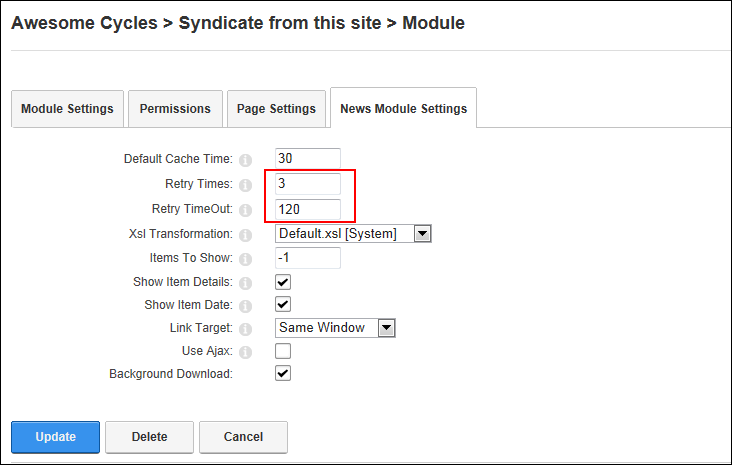 Awesome Cycles > Syndicate from this site > Module
Module Settings Permissions Page Settings News Module Settings
Default Cache Time: 30
Retry Times: 3
Retry TimeOut: 120
Xsl Transformation: Default.xsl [System]
Items To Show: -1
Show Item Details:
Show Item Date:
Link Target: Same Window
Use Ajax:
Background Download:
Update Delete Cancel